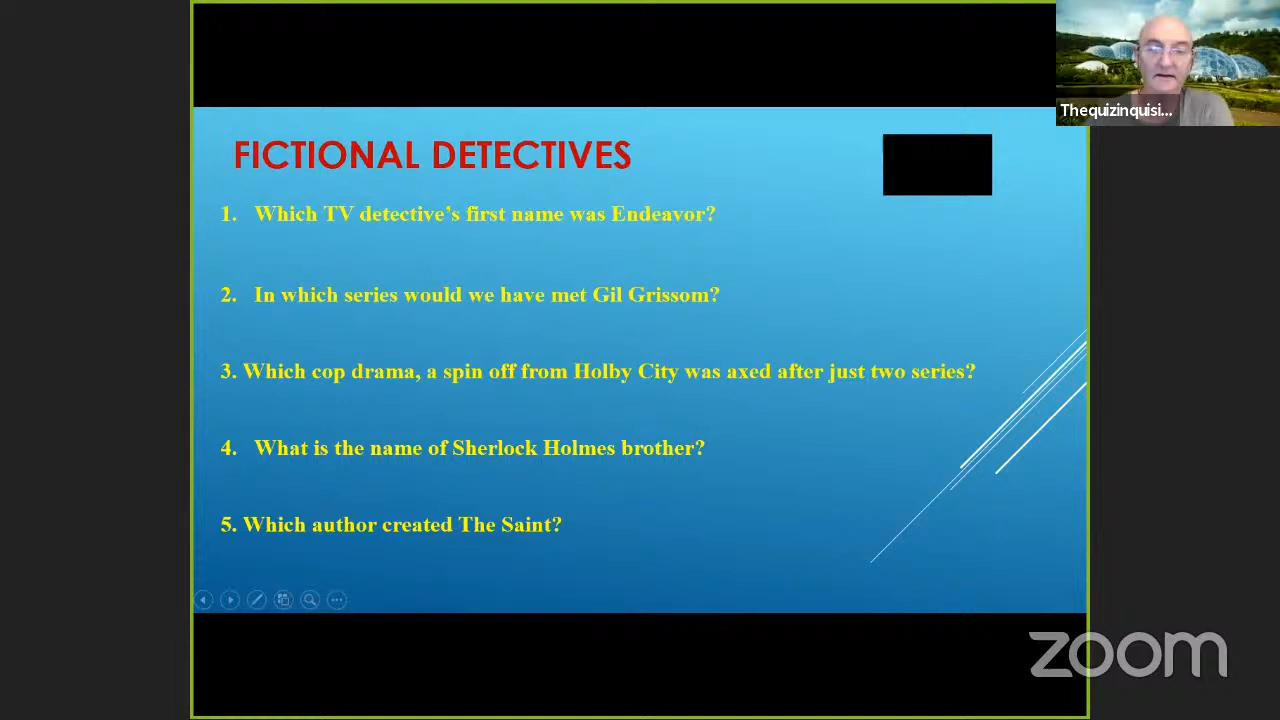 Thequizinquisi...
FICTIONAL DETECTIVES
1. Which TV detective's first name was Endeavor?
2. In which series would we have met Gil Grissom?
3. Which cop drama, a spin off from Holby City was axed after just two series?
4. What is the name of Sherlock Holmes brother?
5. Which author created The Saint?
zoom